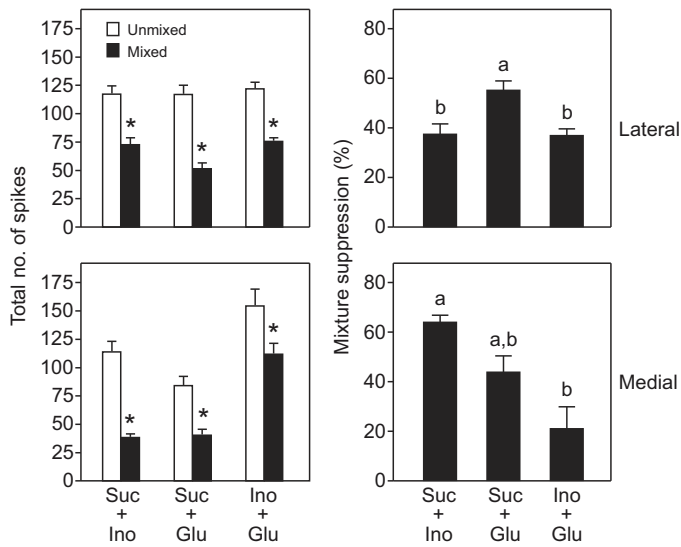 Total no. of spikes
175
150
125
100
75
50
25
0
Unmixed
Mixed
*
*
*
175
150
125
100
75
50
25
0
*
*
*
Suc + Ino
Suc + Glu
Ino + Glu
Mixture suppression (%)
80
60
40
20
0
b
a
b
Lateral
80
60
40
20
0
a
a,b
b
Medial
Suc + Ino
Suc + Glu
Ino + Glu